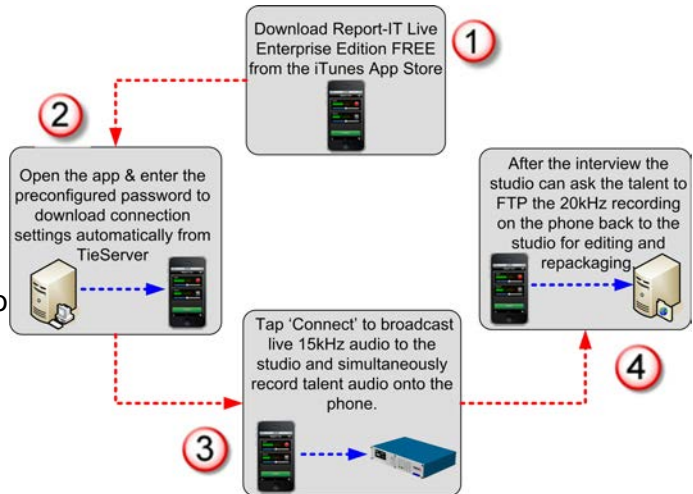 Download Report-IT Live
Enterprise Edition FREE
from the iTunes App Store
1
2
Open the app & enter the
preconfigured password to
download connection
settings automatically from
TieServer
o
Tap ‘Connect’ to broadcast
live 15kHz audio to the
studio and simultaneously
record talent audio onto the
phone.
3
After the interview the
studio can ask the talent to
FTP the 20kHz recording
on the phone back to the
studio for editing and
repackaging.
4